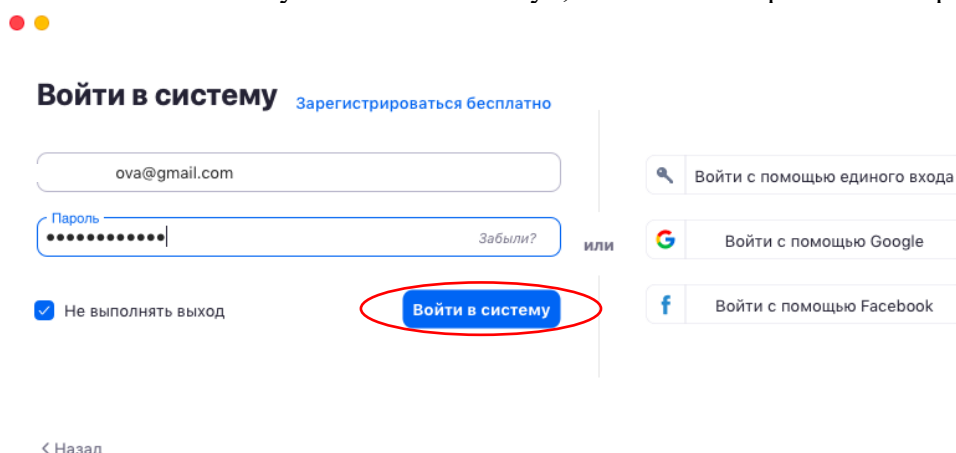 Войти в систему Зарегистрироваться бесплатно
ova@gmail.com
Пароль
••••••••••••
Забыли?
Не выполнять выход
Войти в систему
или
Войти с помощью единого входа
Войти с помощью Google
Войти с помощью Facebook
< Назад